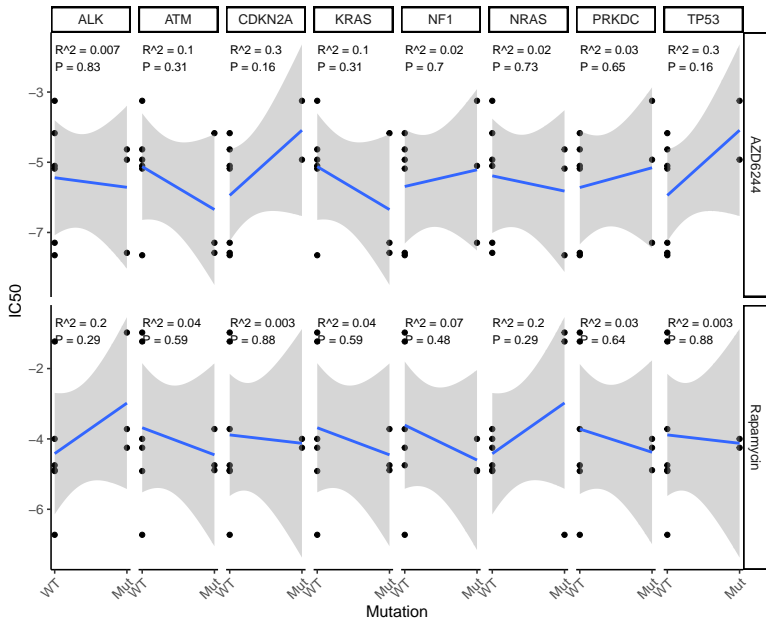 ALK ATM CDKN2A KRAS NF1 NRAS PRKDC TP53
R^2 = 0.007 R^2 = 0.1 R^2 = 0.3 R^2 = 0.1 R^2 = 0.02 R^2 = 0.02 R^2 = 0.03 R^2 = 0.3
P = 0.83 P = 0.31 P = 0.16 P = 0.31 P = 0.7 P = 0.73 P = 0.65 P = 0.16
−3
−5
−7
AZD6244
IC50
R^2 = 0.2 R^2 = 0.04 R^2 = 0.003 R^2 = 0.04 R^2 = 0.07 R^2 = 0.2 R^2 = 0.03 R^2 = 0.003
P = 0.29 P = 0.59 P = 0.88 P = 0.59 P = 0.48 P = 0.29 P = 0.64 P = 0.88
−2
−4
−6
Rapamycin
WT Mut WT Mut WT Mut WT Mut WT Mut WT Mut WT Mut WT Mut
Mutation